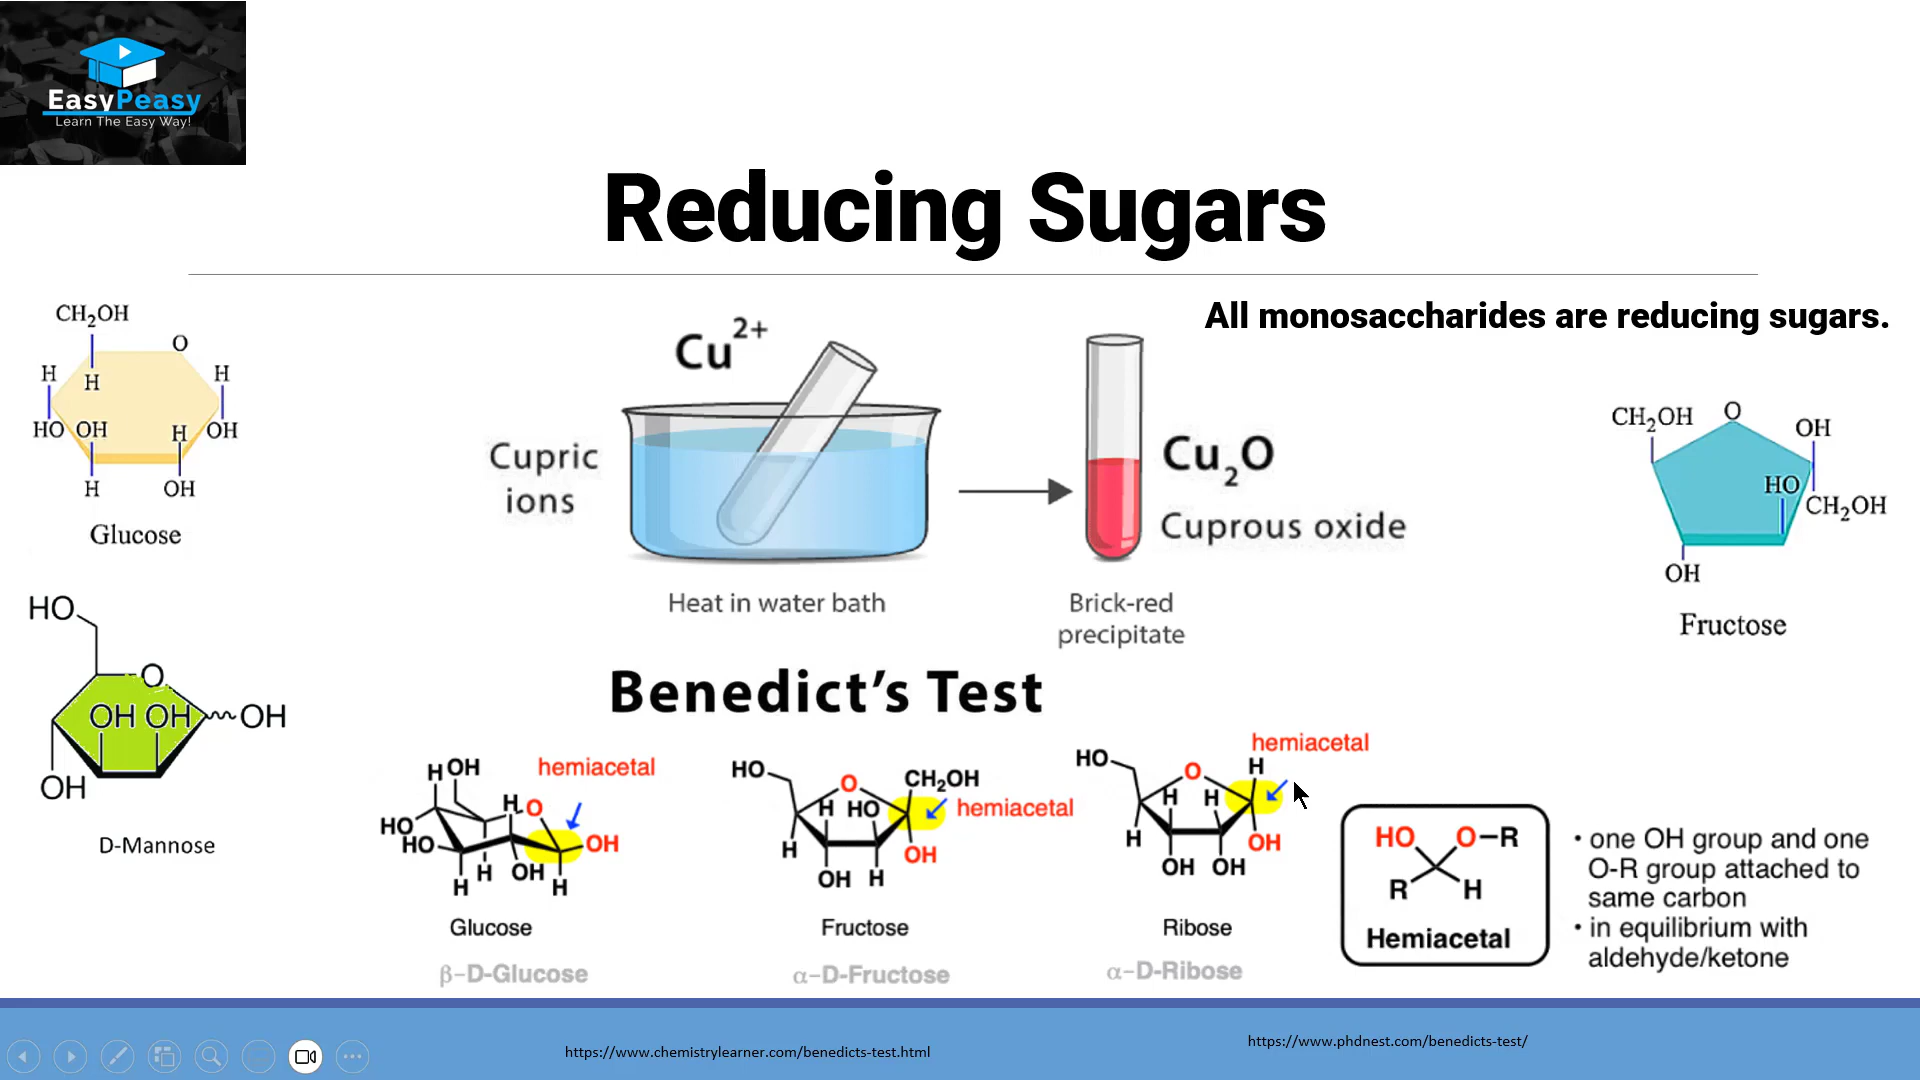 EasyPeasy
Learn The Easy Way!
Reducing Sugars
All monosaccharides are reducing sugars.
CH₂OH
O
H
H
H
HO
OH
H
OH
H
OH
Glucose
Cu²⁺
Cupric
ions
Heat in water bath
Cu₂O
Cuprous oxide
Brick-red
precipitate
CH₂OH
O
OH
HO
CH₂OH
OH
Fructose
HO
O
OH
OH
OH
OH
D-Mannose
Benedict’s Test
H
OH
hemiacetal
H
O
HO
HO
OH
H
OH
H
H
Glucose
β–D-Glucose
HO
O
CH₂OH
H
HO
hemiacetal
H
OH
OH
H
Fructose
α–D-Fructose
hemiacetal
HO
H
O
H
H
H
OH
OH
OH
Ribose
α–D-Ribose
HO
O–R
R
H
Hemiacetal
• one OH group and one
O-R group attached to
same carbon
• in equilibrium with
aldehyde/ketone
https://www.chemistrylearner.com/benedicts-test.html
https://www.phdnest.com/benedicts-test/